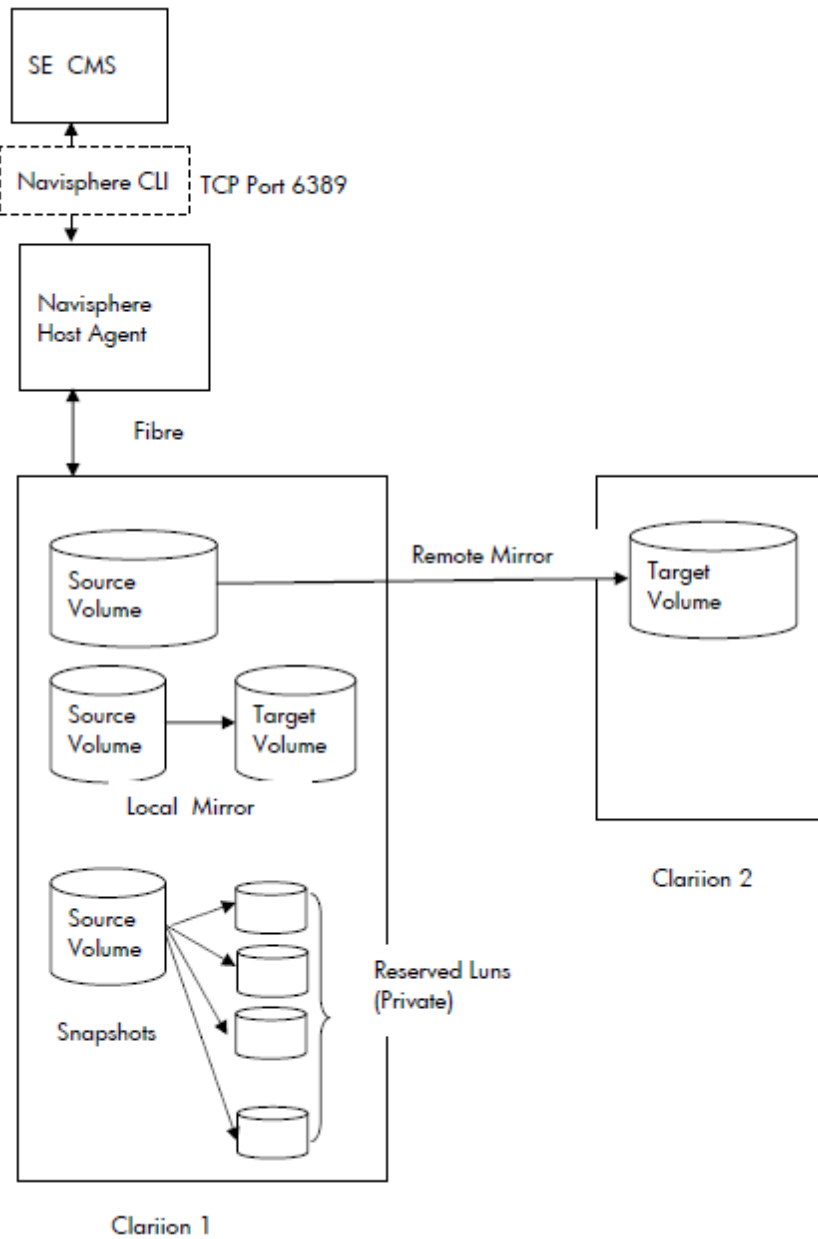 SE CMS
Navisphere CLI
TCP Port 6389
Navisphere
Host Agent
Fibre
Source
Volume
Remote Mirror
Target
Volume
Source
Volume
Target
Volume
Local Mirror
Source
Volume
Snapshots
Reserved Luns
(Private)
Clariion 2
Clariion 1